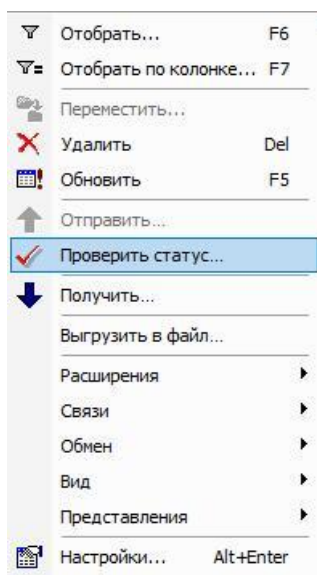 Отобрать... F6
Отобрать по колонке... F7
Переместить...
Удалить Del
Обновить F5
Отправить...
Проверить статус...
Получить...
Выгрузить в файл...
Расширения
Связи
Обмен
Вид
Представления
Настройки... Alt+Enter